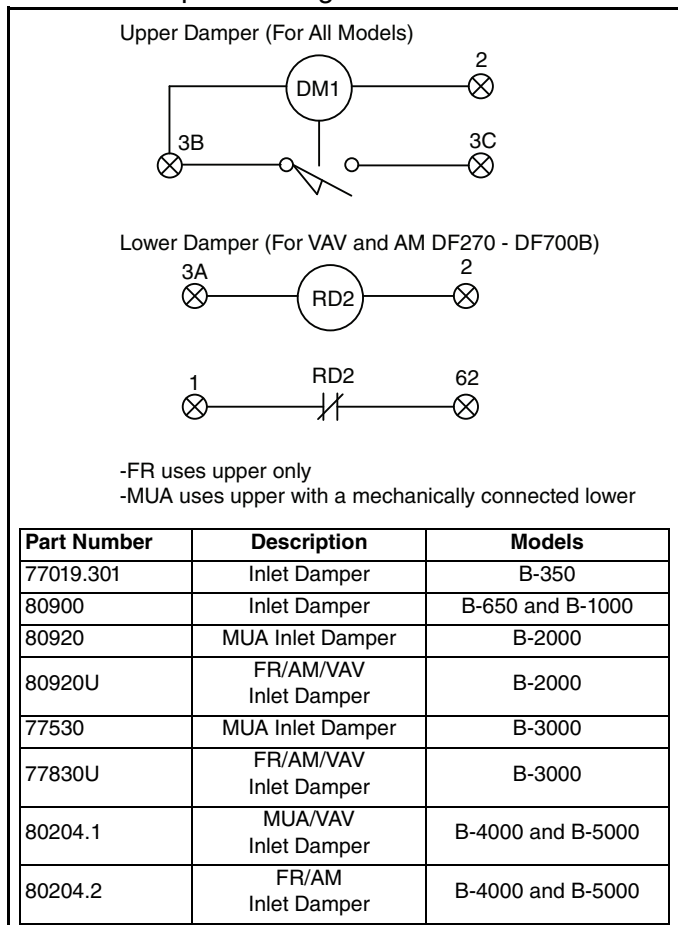 Upper Damper (For All Models)
DM1
2
3B
3C
Lower Damper (For VAV and AM DF270 - DF700B)
3A
RD2
2
1
RD2
62
-FR uses upper only
-MUA uses upper with a mechanically connected lower
Part Number Description Models
77019.301 Inlet Damper B-350
80900 Inlet Damper B-650 and B-1000
80920 MUA Inlet Damper B-2000
80920U FR/AM/VAV Inlet Damper B-2000
77530 MUA Inlet Damper B-3000
77830U FR/AM/VAV Inlet Damper B-3000
80204.1 MUA/VAV Inlet Damper B-4000 and B-5000
80204.2 FR/AM Inlet Damper B-4000 and B-5000